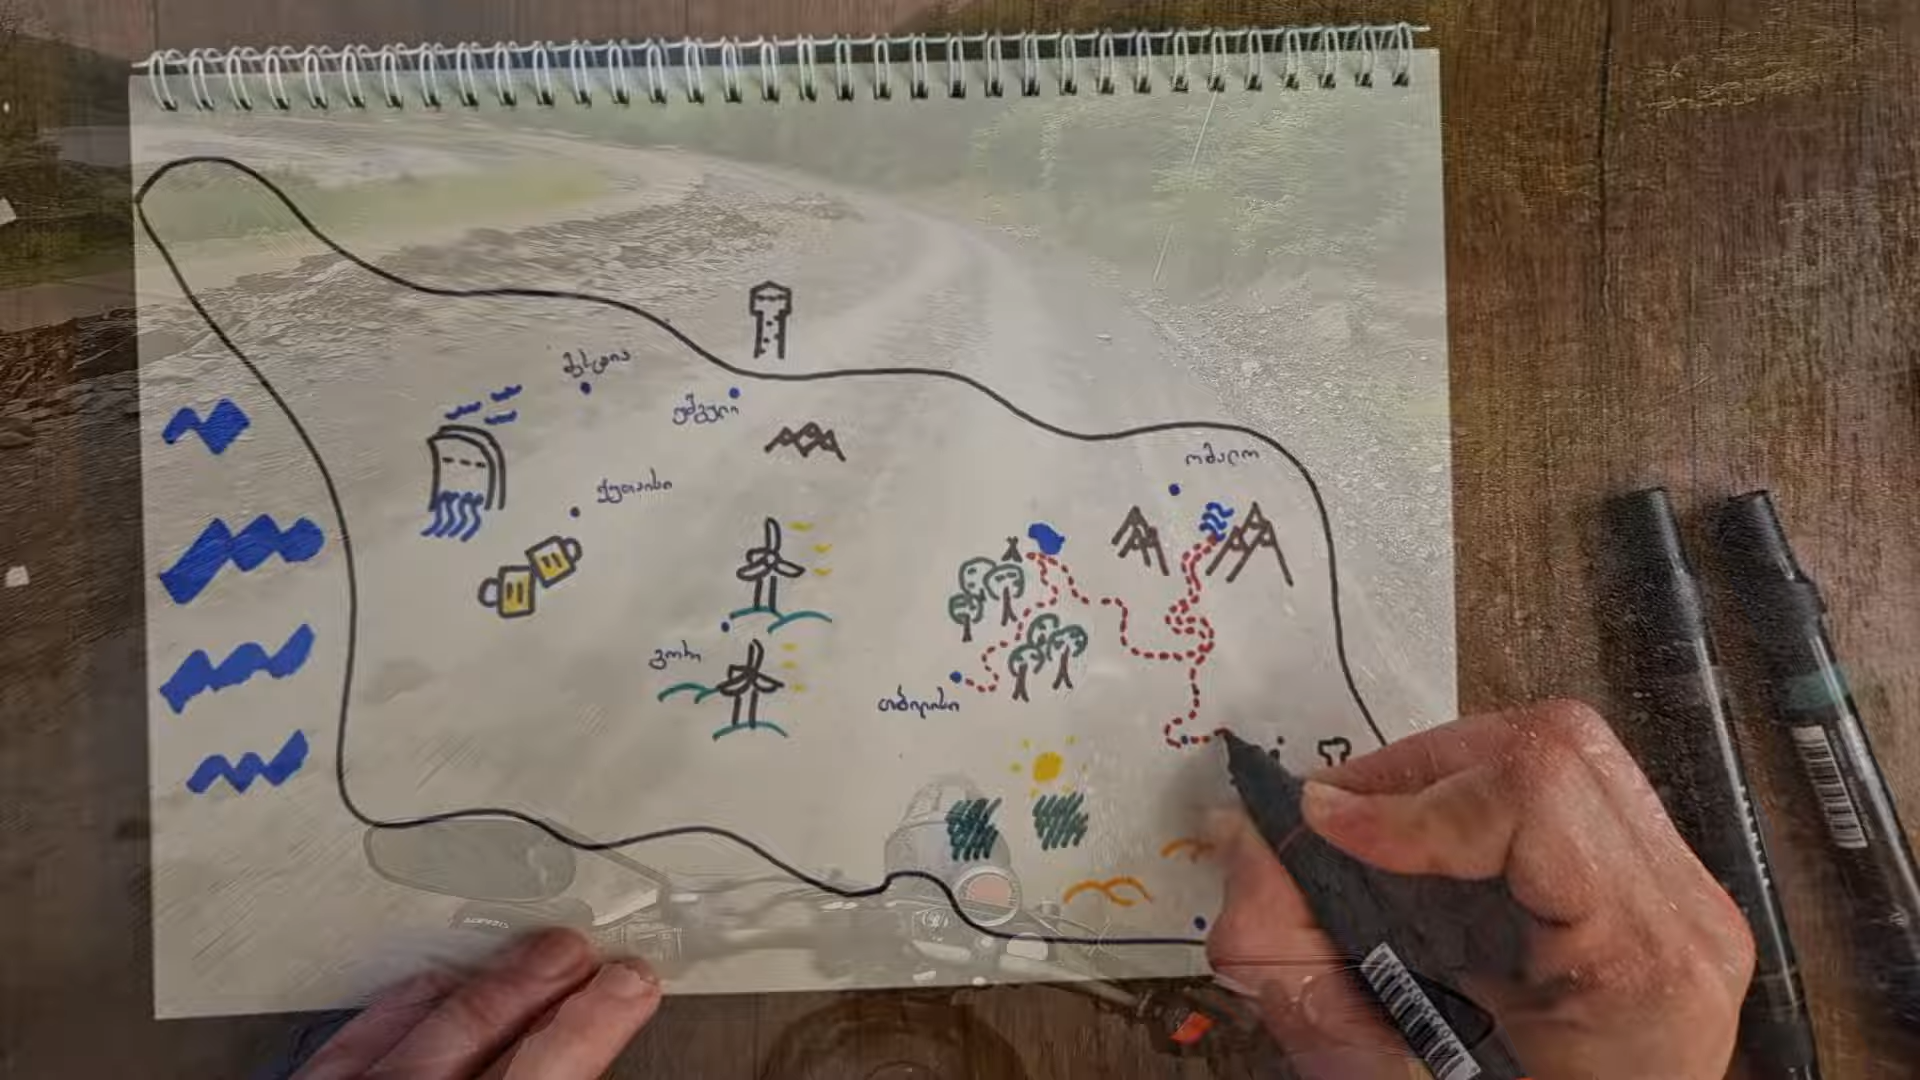 მესტია
უშგული
ომალო
ქუთაისი
გორი
თბილისი